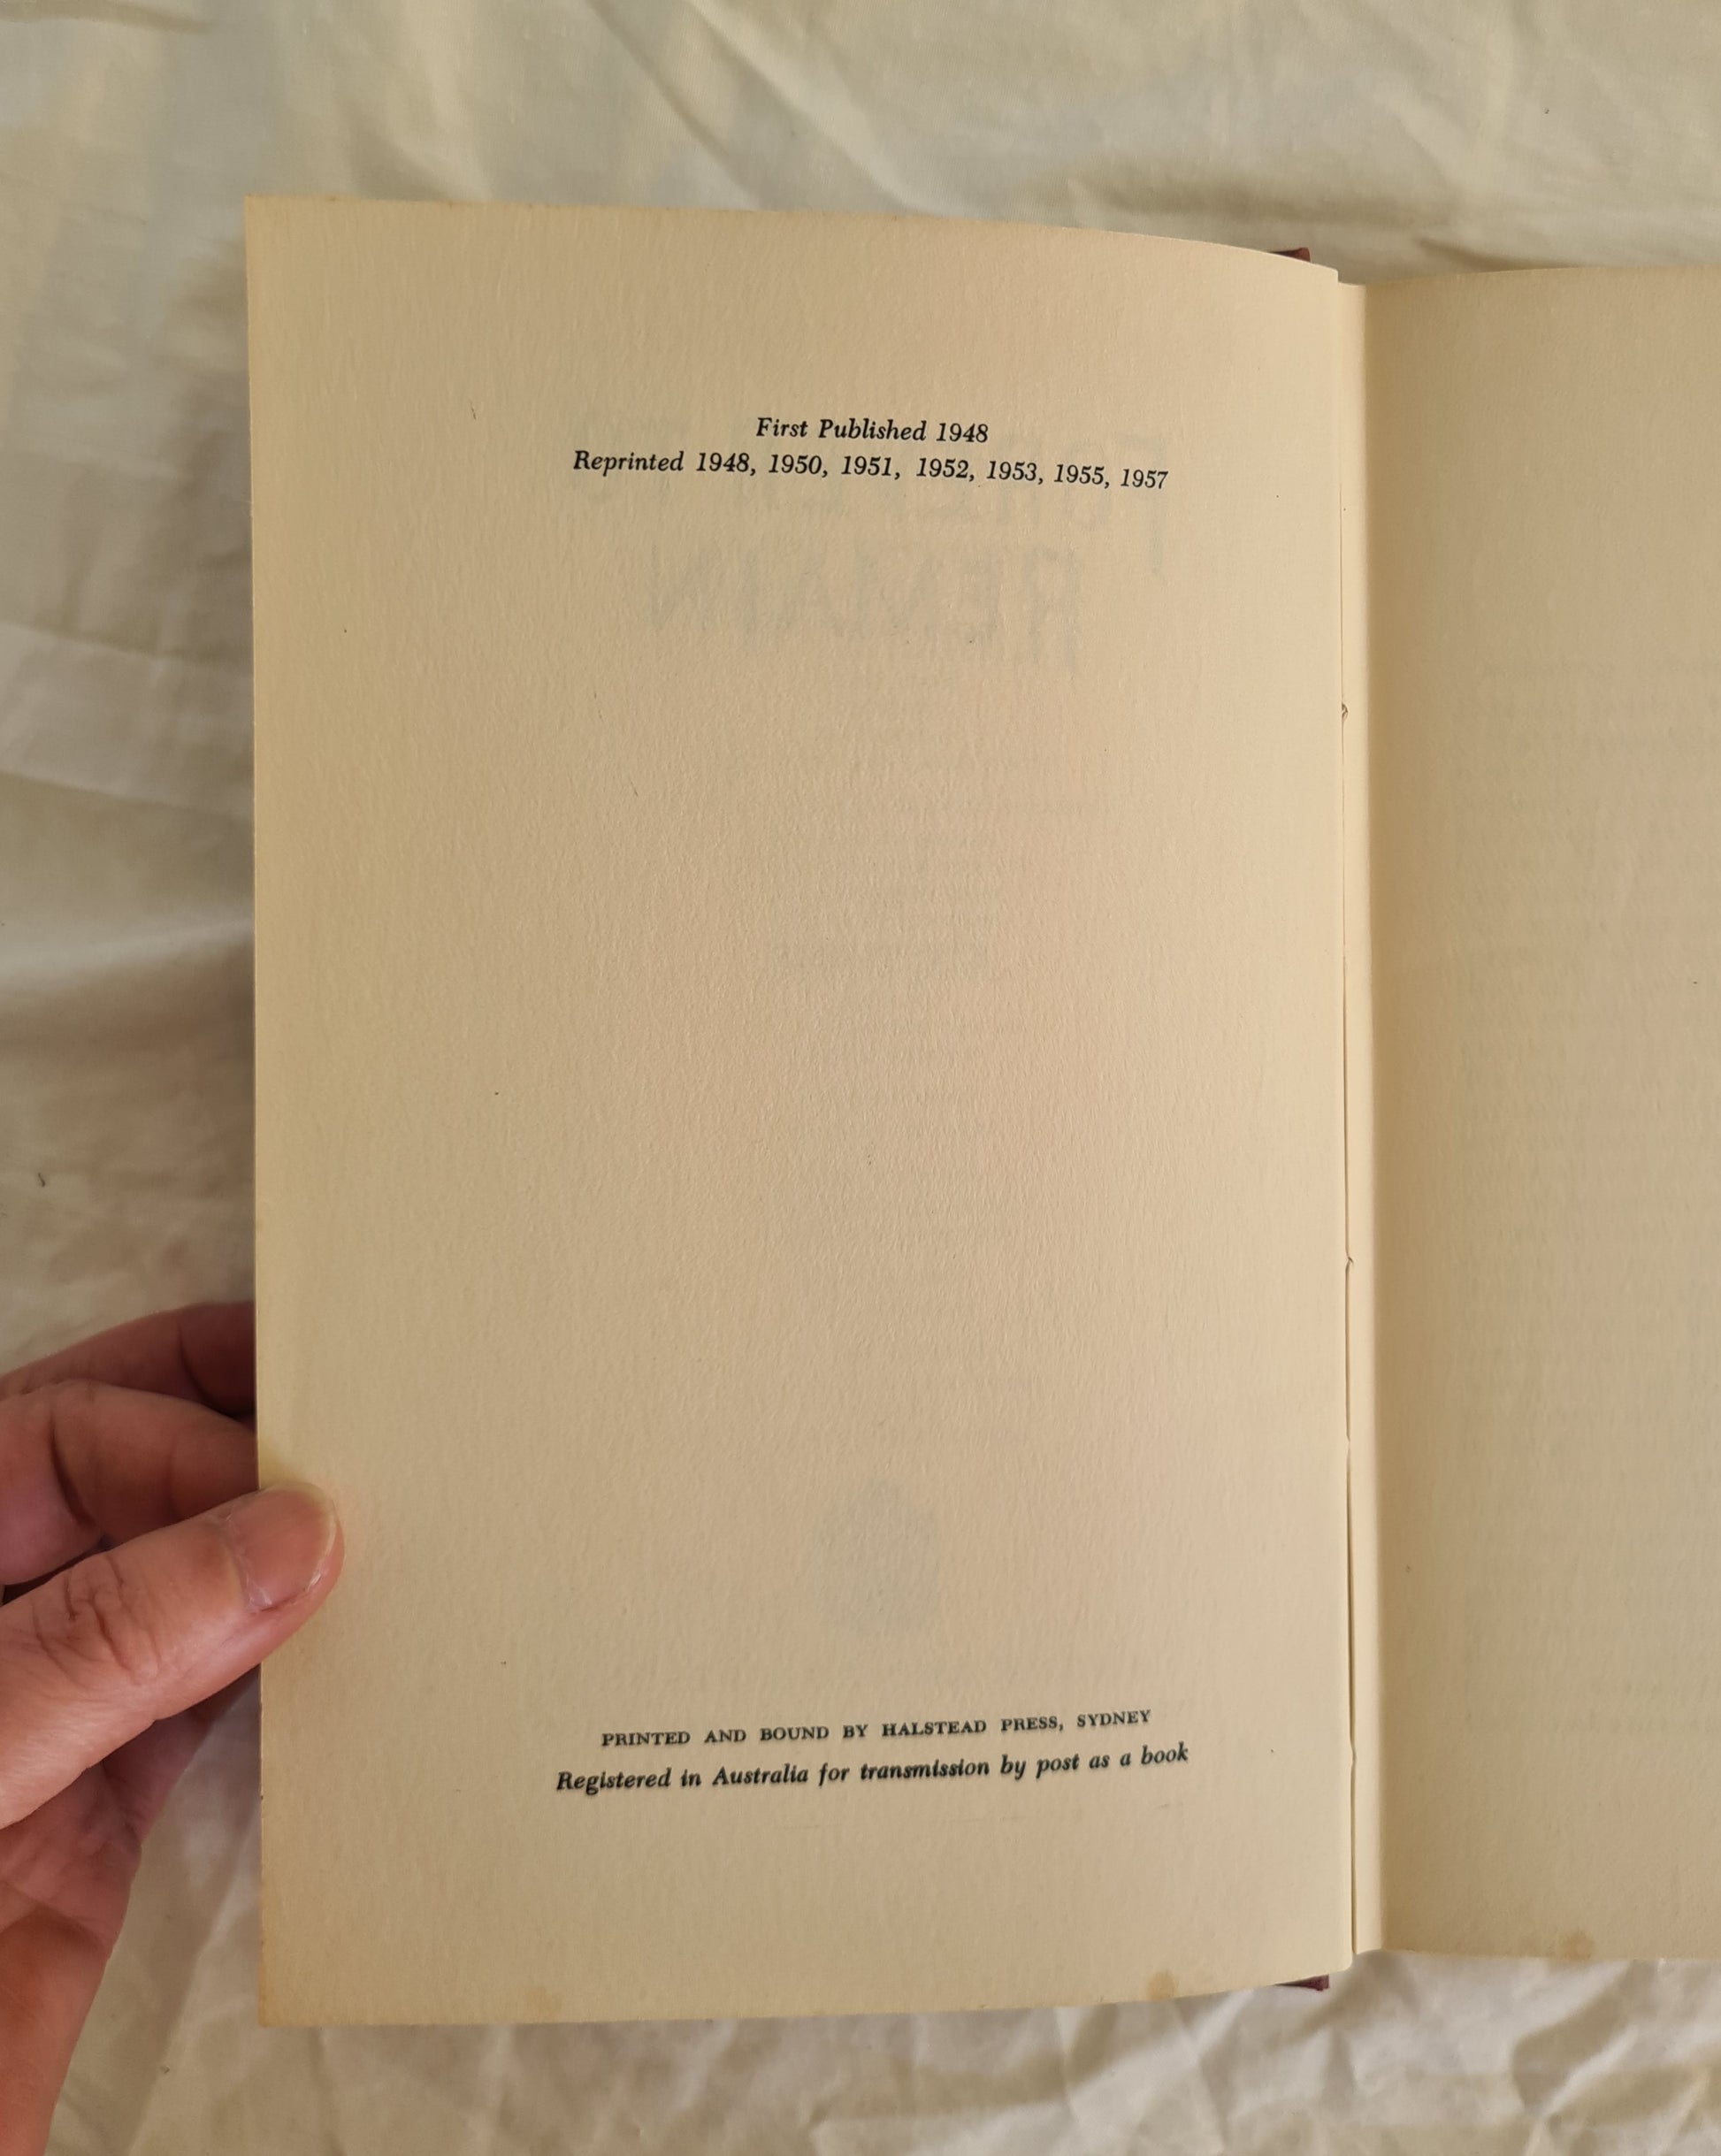 First Published 1948
Reprinted 1948, 1950, 1951, 1952, 1953, 1955, 1957
REMAIN
PRINTED AND BOUND BY HALSTEAD PRESS, SYDNEY
Registered in Australia for transmission by post as a book